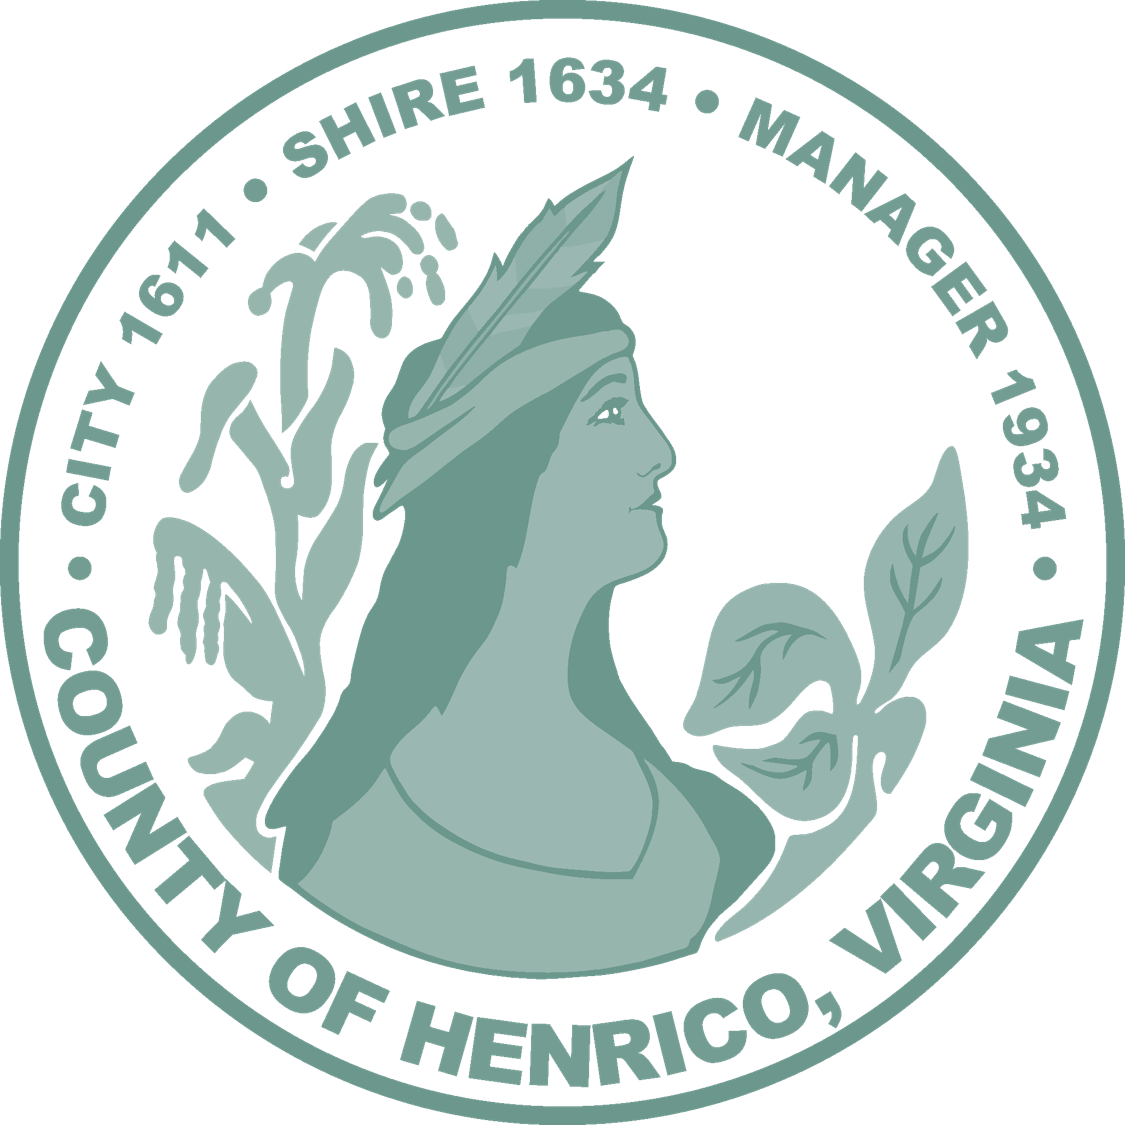 CITY 1611 • SHIRE 1634 • MANAGER 1934 •
COUNTY OF HENRICO, VIRGINIA •